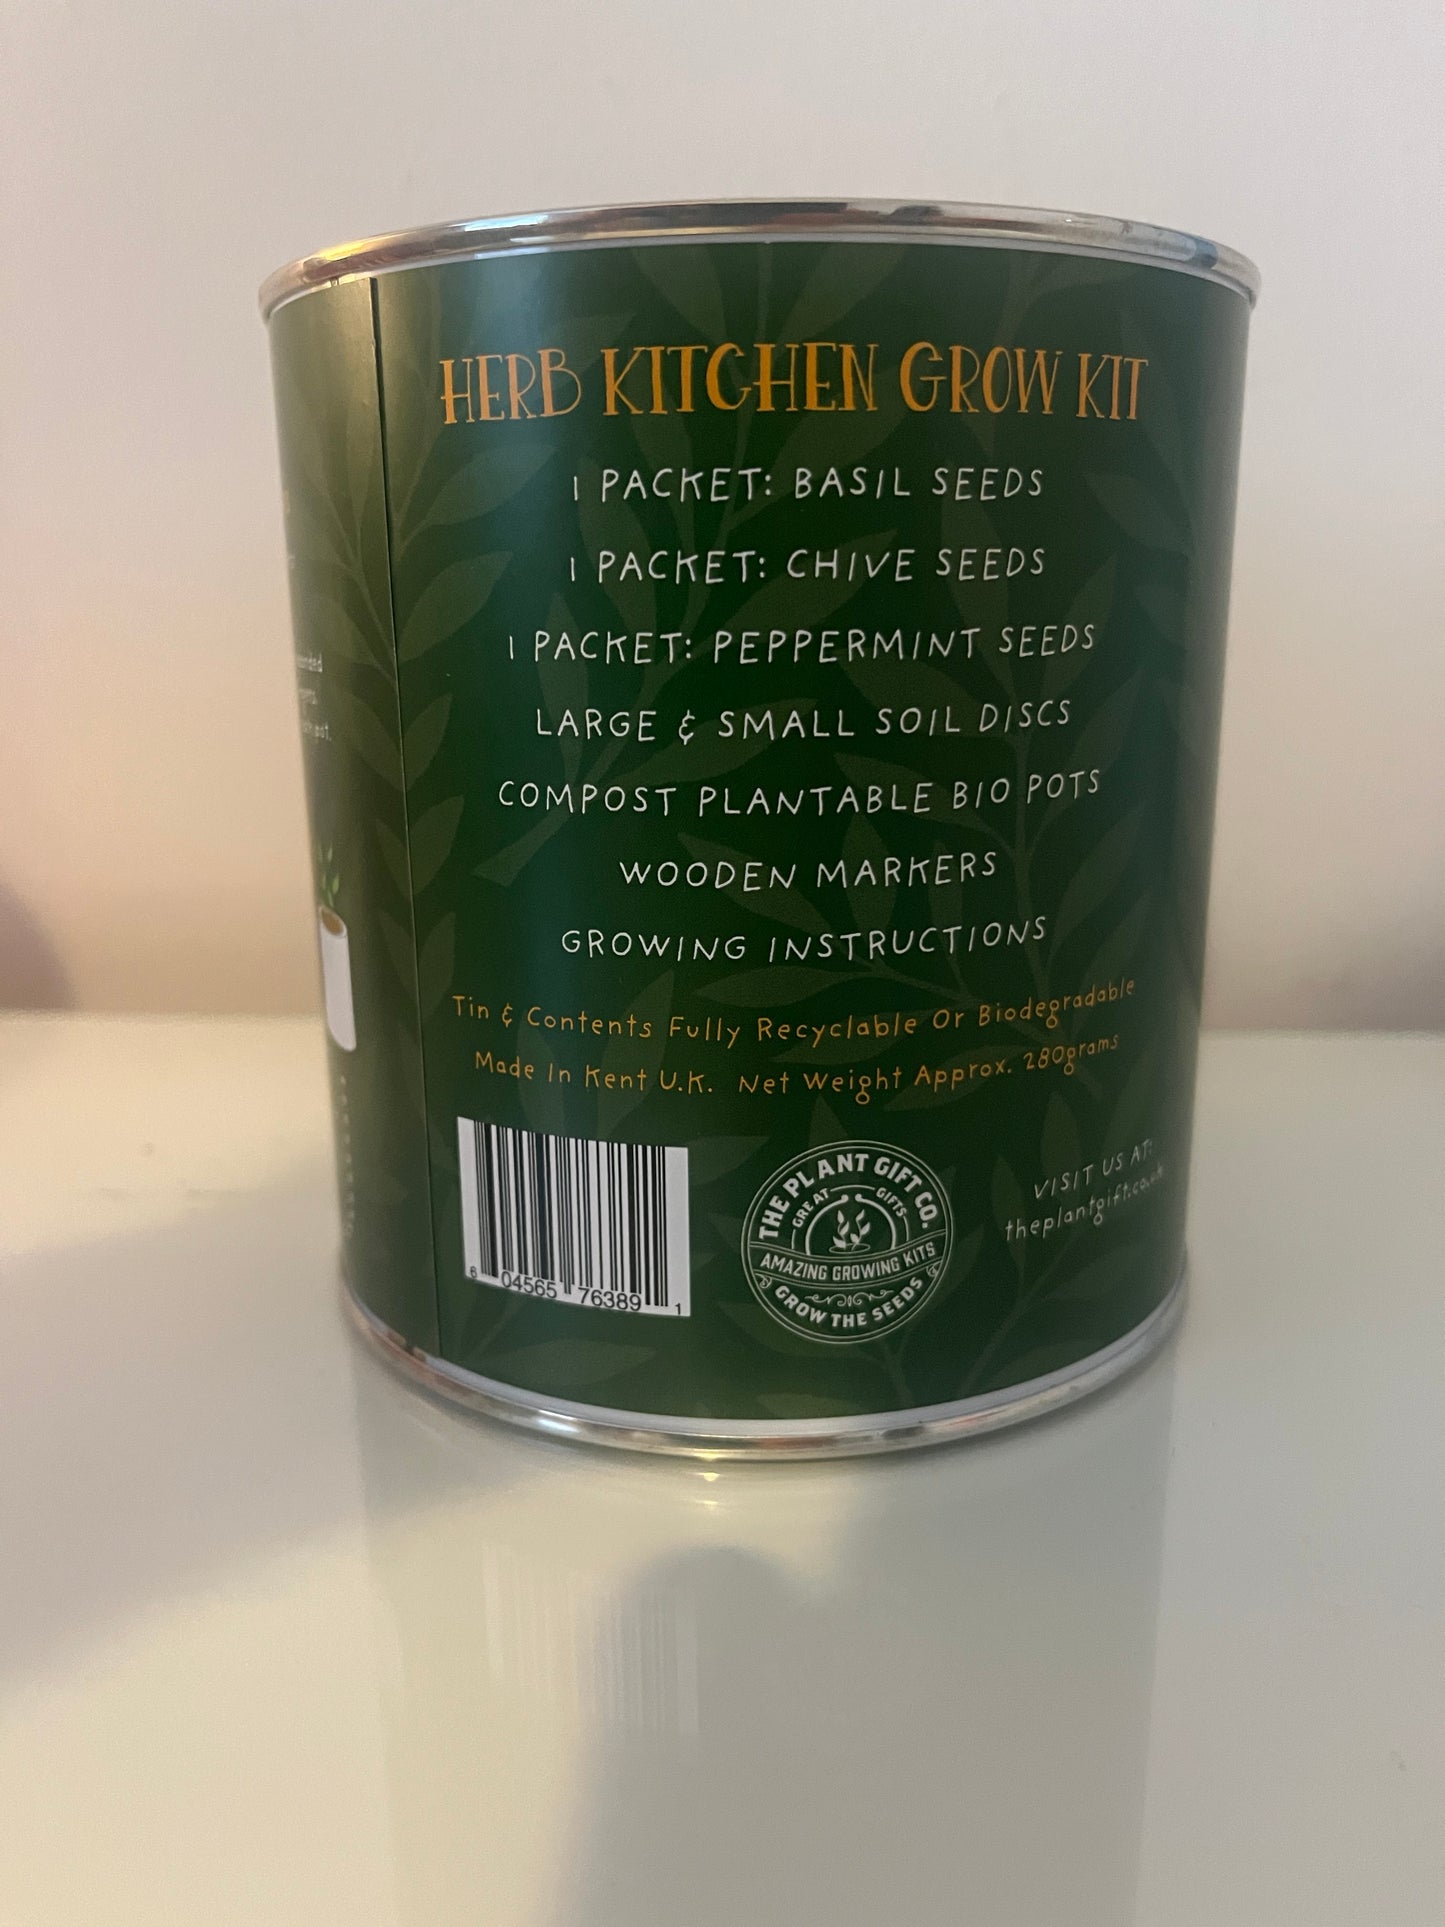 HERB KITCHEN GROW KIT
1 PACKET: BASIL SEEDS
1 PACKET: CHIVE SEEDS
1 PACKET: PEPPERMINT SEEDS
LARGE & SMALL SOIL DISCS
COMPOST PLANTABLE BIO POTS
WOODEN MARKERS
GROWING INSTRUCTIONS
Tin & Contents Fully Recyclable Or Biodegradable
Made In Kent U.K. Net Weight Approx. 280grams
6 04565 76389 1
THE PLANT GIFT CO.
GREAT GIFTS
AMAZING GROWING KITS
GROW THE SEEDS
VISIT US AT:
theplantgift.co.uk
pot.